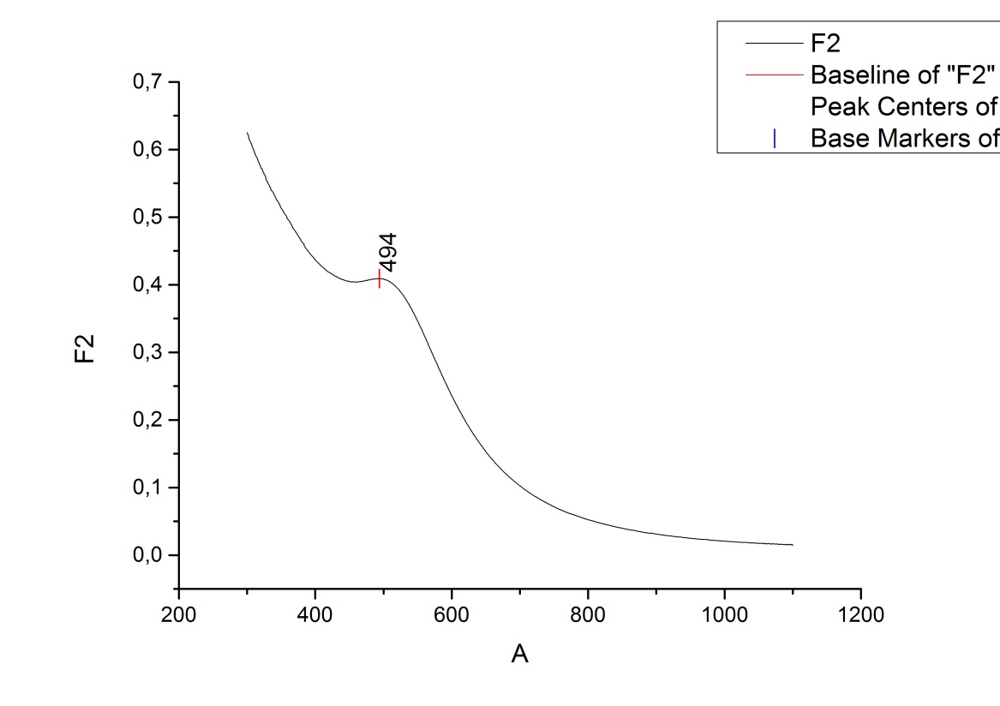 F2
Baseline of "F2"
Peak Centers of
Base Markers of
0,7
0,6
0,5
0,4
0,3
0,2
0,1
0,0
F2
494
200 400 600 800 1000 1200
A